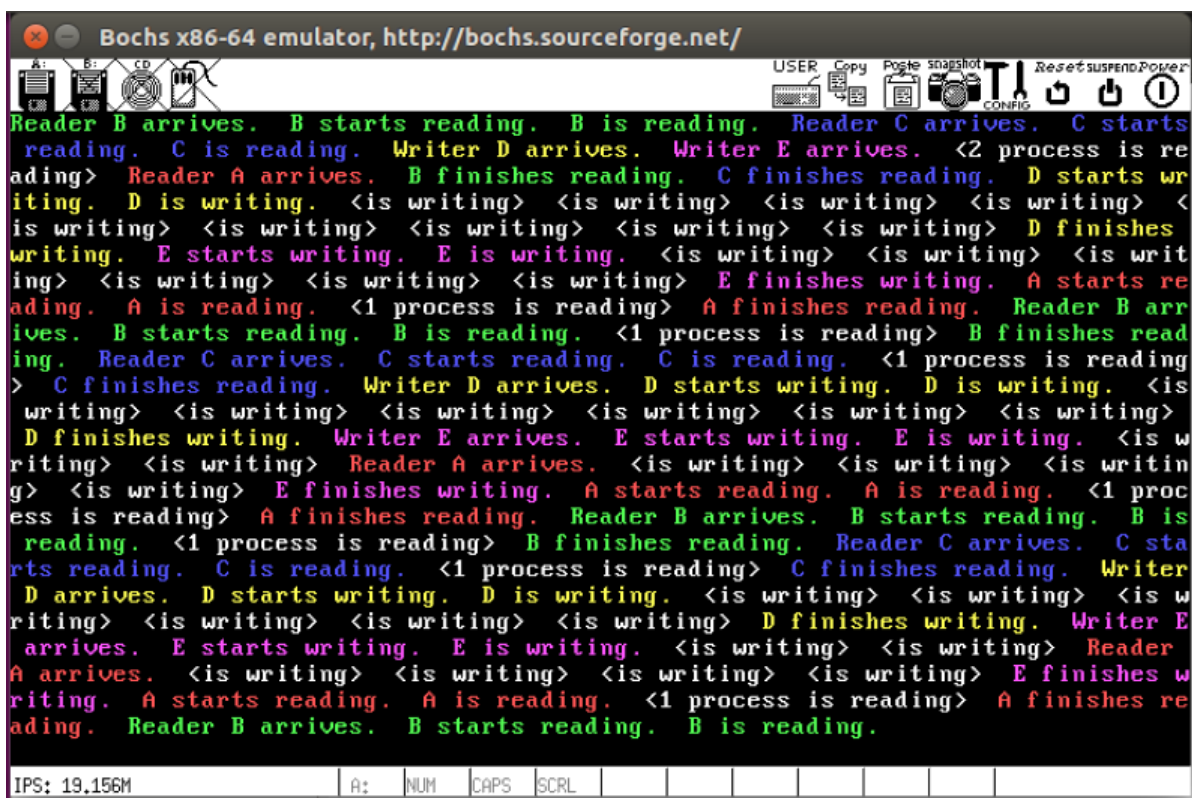 Bochs x86-64 emulator, http://bochs.sourceforge.net/
A: B: CD USER Copy Paste snapshot CONFIG Reset SUSPEND Power
Reader B arrives. B starts reading. B is reading. Reader C arrives. C starts
reading. C is reading. Writer D arrives. Writer E arrives. <2 process is re
ading> Reader A arrives. B finishes reading. C finishes reading. D starts wr
iting. D is writing. <is writing> <is writing> <is writing> <is writing> <
is writing> <is writing> <is writing> <is writing> <is writing> D finishes
writing. E starts writing. E is writing. <is writing> <is writing> <is writ
ing> <is writing> <is writing> <is writing> E finishes writing. A starts re
ading. A is reading. <1 process is reading> A finishes reading. Reader B arr
ives. B starts reading. B is reading. <1 process is reading> B finishes read
ing. Reader C arrives. C starts reading. C is reading. <1 process is reading
> C finishes reading. Writer D arrives. D starts writing. D is writing. <is
writing> <is writing> <is writing> <is writing> <is writing> <is writing>
D finishes writing. Writer E arrives. E starts writing. E is writing. <is w
riting> <is writing> Reader A arrives. <is writing> <is writing> <is writin
g> <is writing> E finishes writing. A starts reading. A is reading. <1 proc
ess is reading> A finishes reading. Reader B arrives. B starts reading. B is
reading. <1 process is reading> B finishes reading. Reader C arrives. C sta
rts reading. C is reading. <1 process is reading> C finishes reading. Writer
D arrives. D starts writing. D is writing. <is writing> <is writing> <is w
riting> <is writing> <is writing> <is writing> D finishes writing. Writer E
arrives. E starts writing. E is writing. <is writing> <is writing> Reader
A arrives. <is writing> <is writing> <is writing> <is writing> E finishes w
riting. A starts reading. A is reading. <1 process is reading> A finishes re
ading. Reader B arrives. B starts reading. B is reading.
IPS: 19.156M A: NUM CAPS SCRL